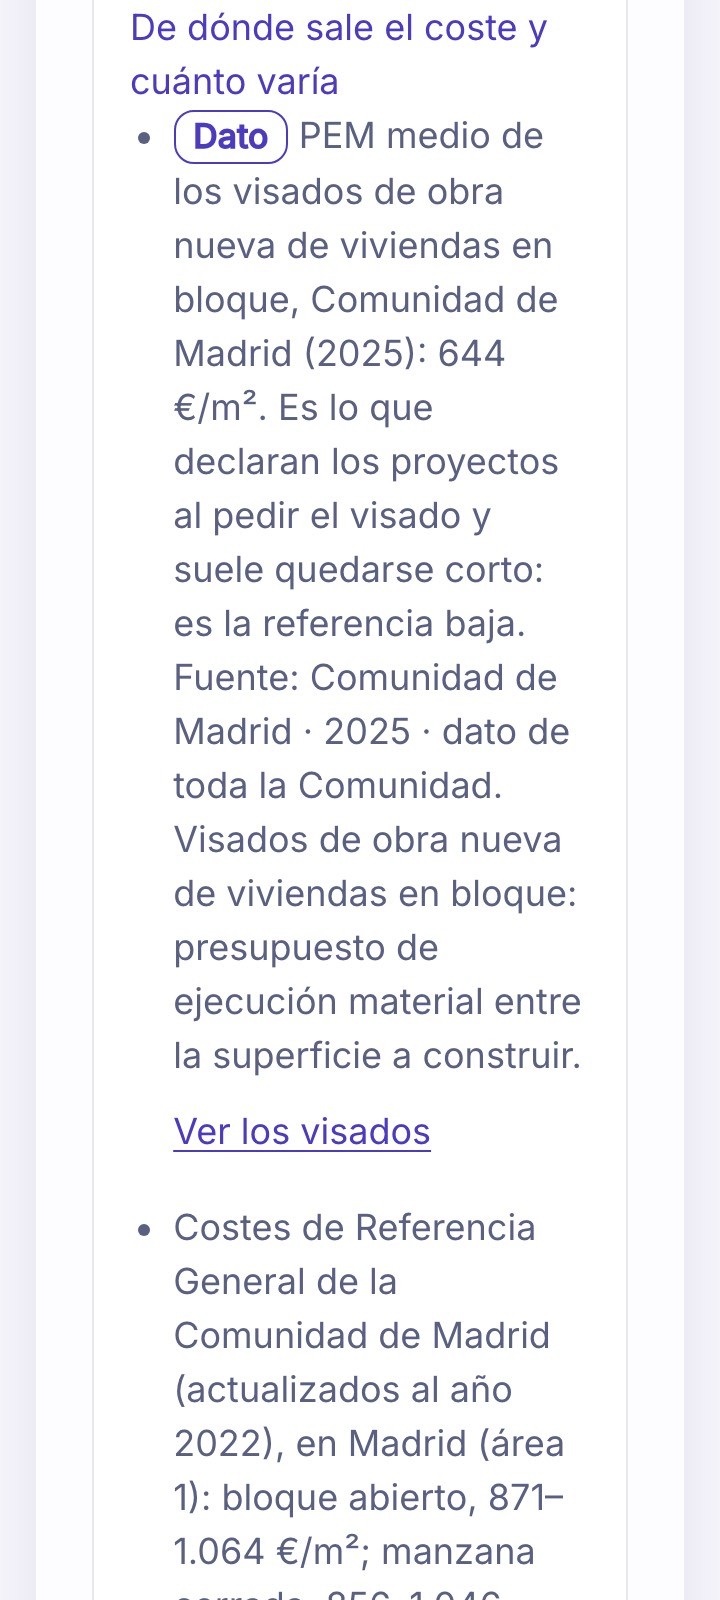 De dónde sale el coste y
cuánto varía
• Dato PEM medio de
los visados de obra
nueva de viviendas en
bloque, Comunidad de
Madrid (2025): 644
€/m². Es lo que
declaran los proyectos
al pedir el visado y
suele quedarse corto:
es la referencia baja.
Fuente: Comunidad de
Madrid · 2025 · dato de
toda la Comunidad.
Visados de obra nueva
de viviendas en bloque:
presupuesto de
ejecución material entre
la superficie a construir.
Ver los visados
• Costes de Referencia
General de la
Comunidad de Madrid
(actualizados al año
2022), en Madrid (área
1): bloque abierto, 871–
1.064 €/m²; manzana